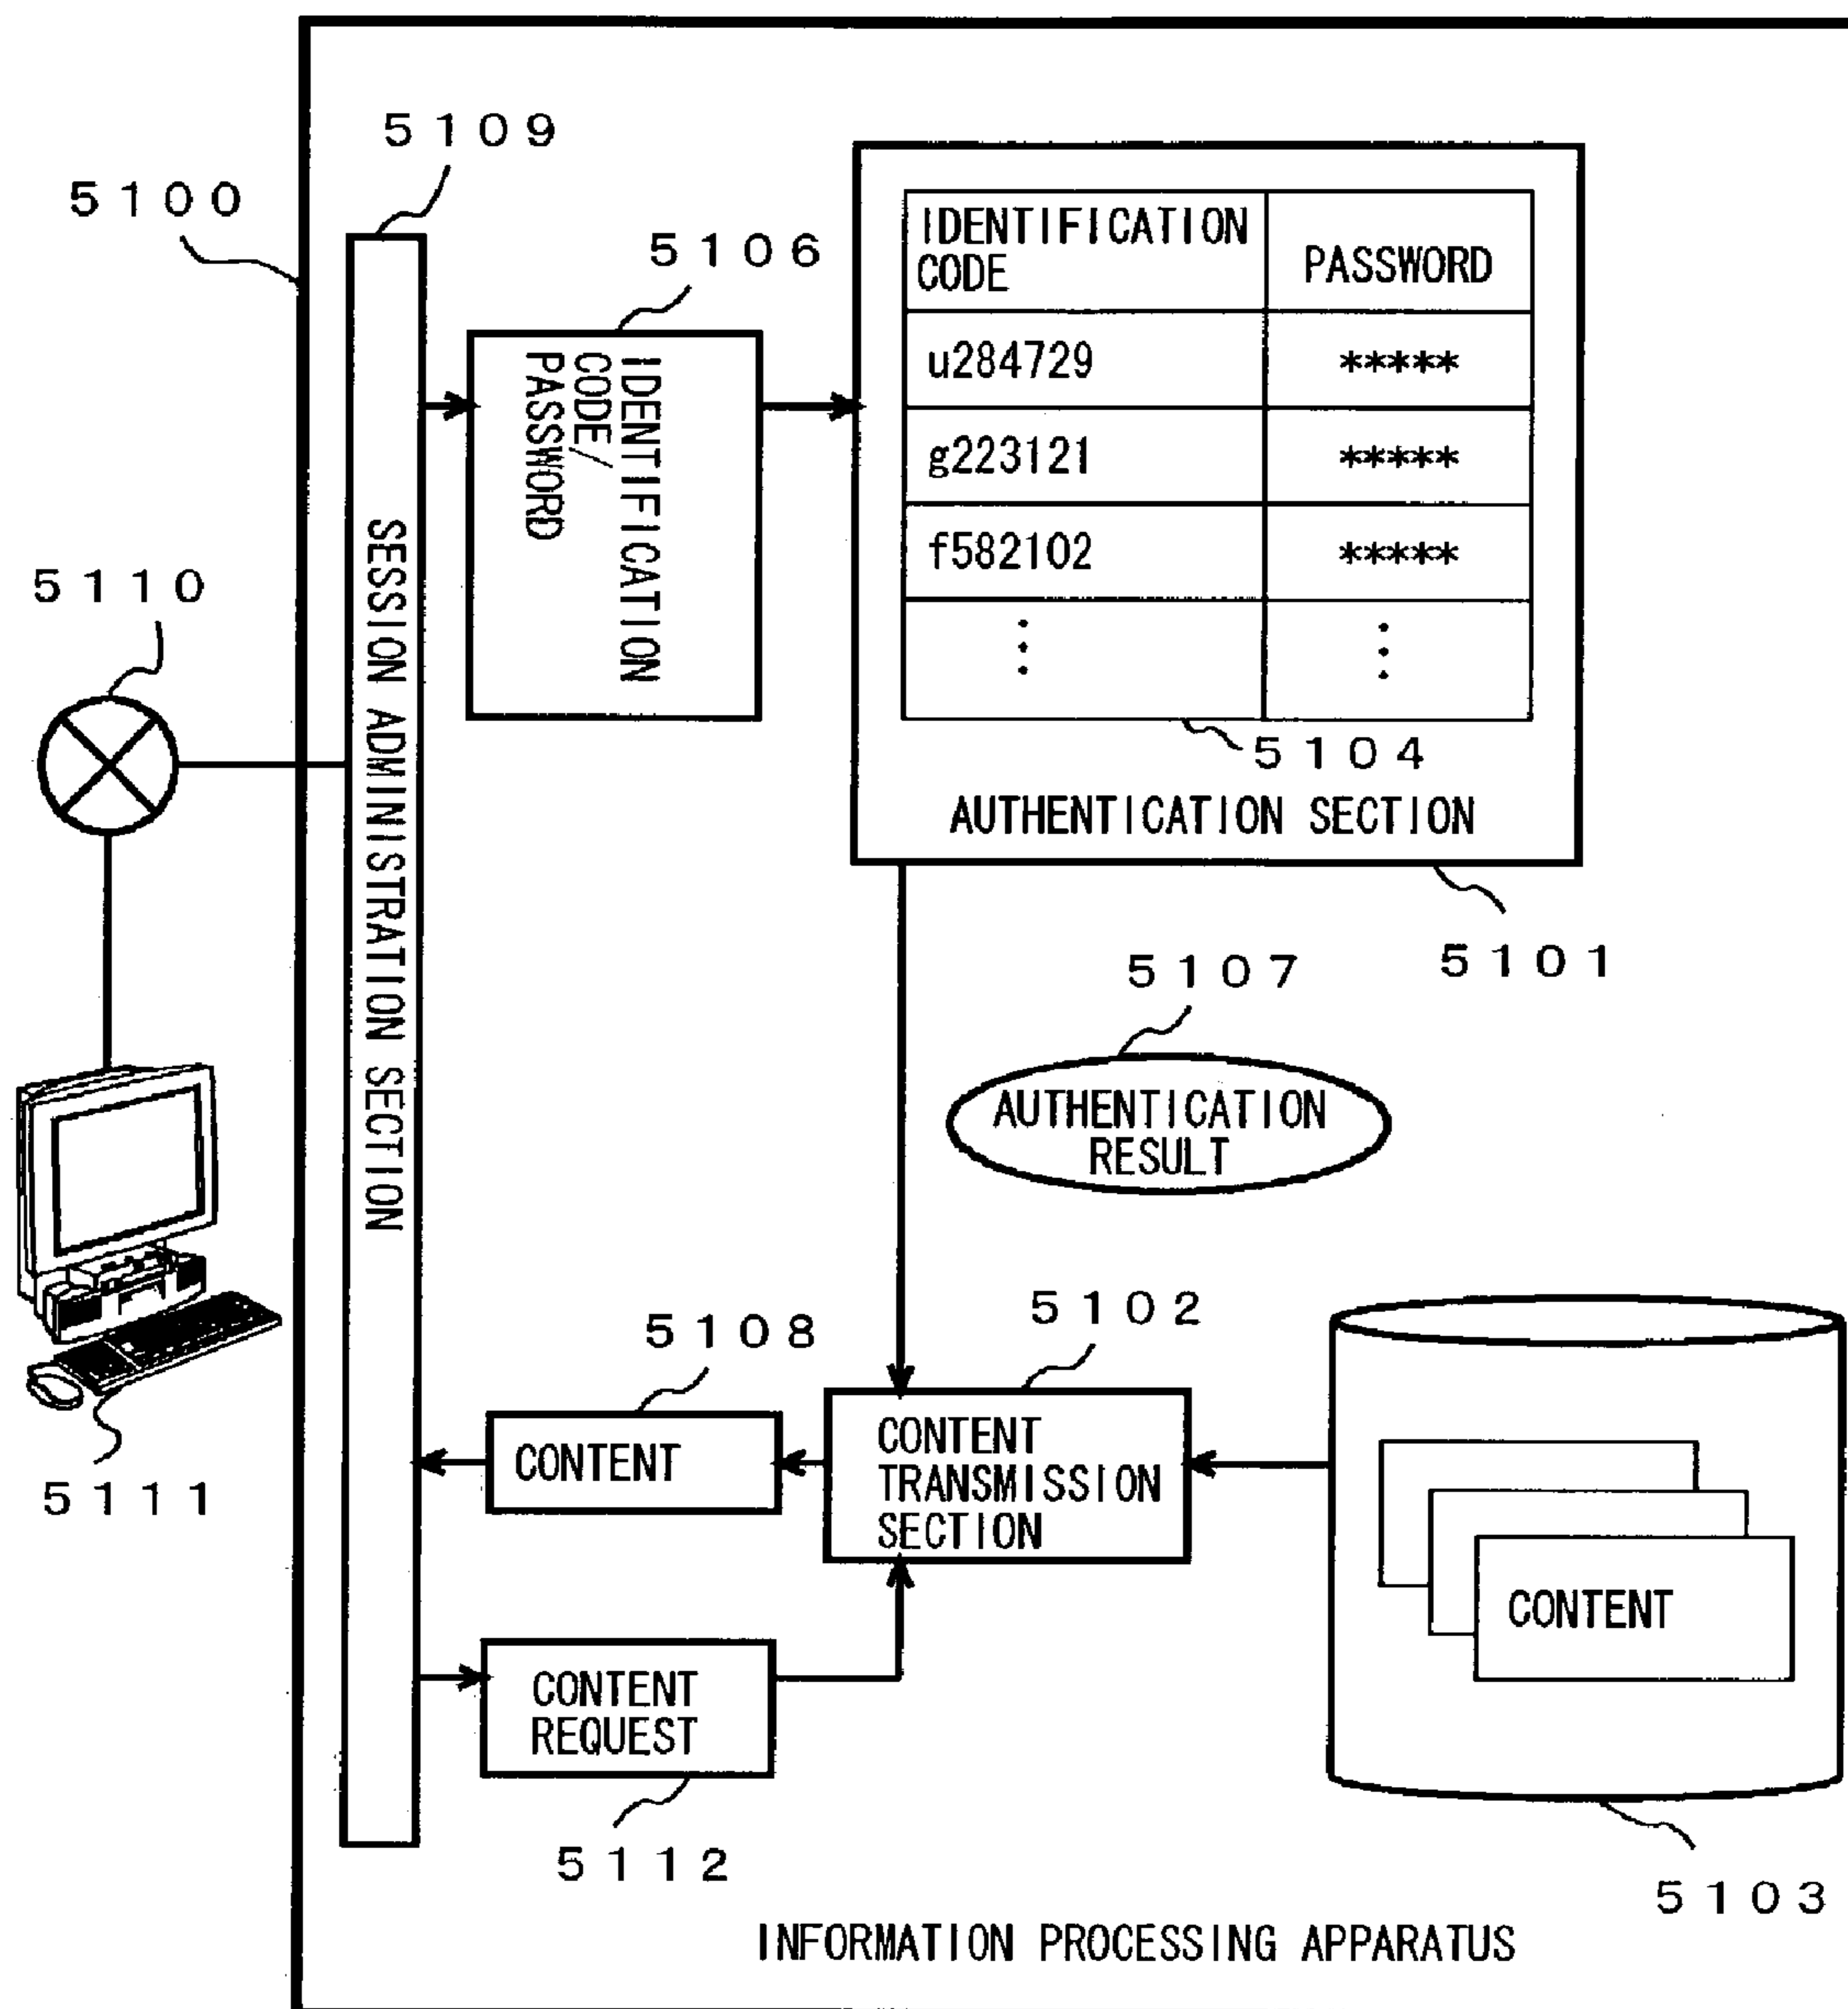 5109
5100
5106
IDENTIFICATION
CODE
PASSWORD
u284729
*****
g223121
*****
f582102
*****
5104
AUTHENTICATION SECTION
5101
IDENTIFICATION
CODE/
PASSWORD
SESSION ADMINISTRATION SECTION
5110
5107
AUTHENTICATION
RESULT
5111
5108
CONTENT
5102
CONTENT
TRANSMISSION
SECTION
CONTENT
5103
CONTENT
REQUEST
5112
INFORMATION PROCESSING APPARATUS